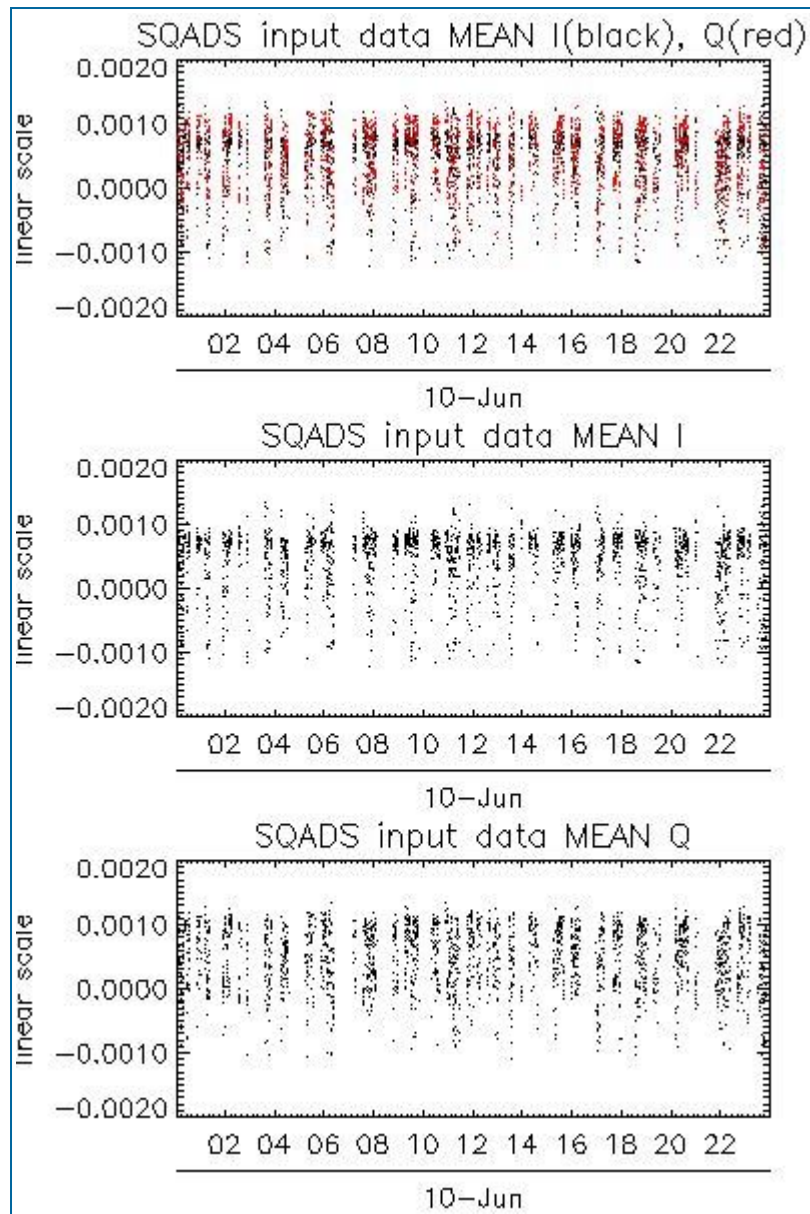 SQADS input data MEAN I(black), Q(red)
0.0020
0.0010
0.0000
−0.0010
−0.0020
linear scale
02 04 06 08 10 12 14 16 18 20 22
10−Jun
SQADS input data MEAN I
0.0020
0.0010
0.0000
−0.0010
−0.0020
linear scale
02 04 06 08 10 12 14 16 18 20 22
10−Jun
SQADS input data MEAN Q
0.0020
0.0010
0.0000
−0.0010
−0.0020
linear scale
02 04 06 08 10 12 14 16 18 20 22
10−Jun